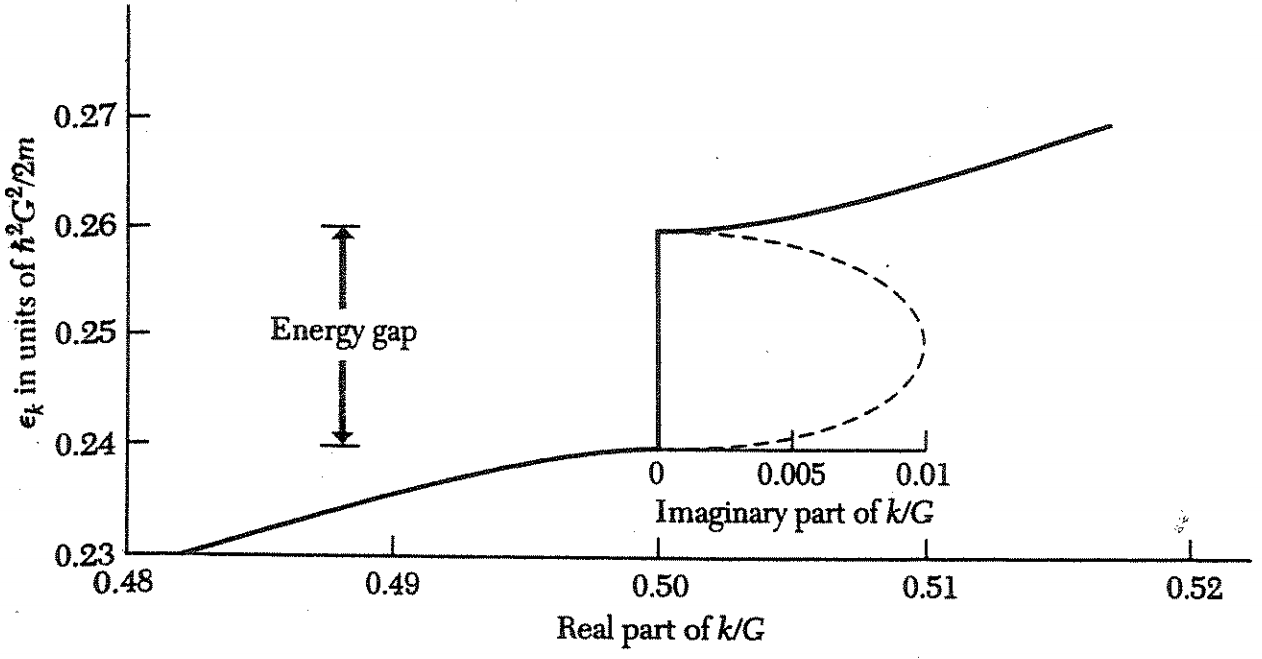 ϵₖ in units of ℏ²G²/2m
0.27
0.26
0.25
0.24
0.23
Energy gap
0 0.005 0.01
Imaginary part of k/G
0.48 0.49 0.50 0.51 0.52
Real part of k/G